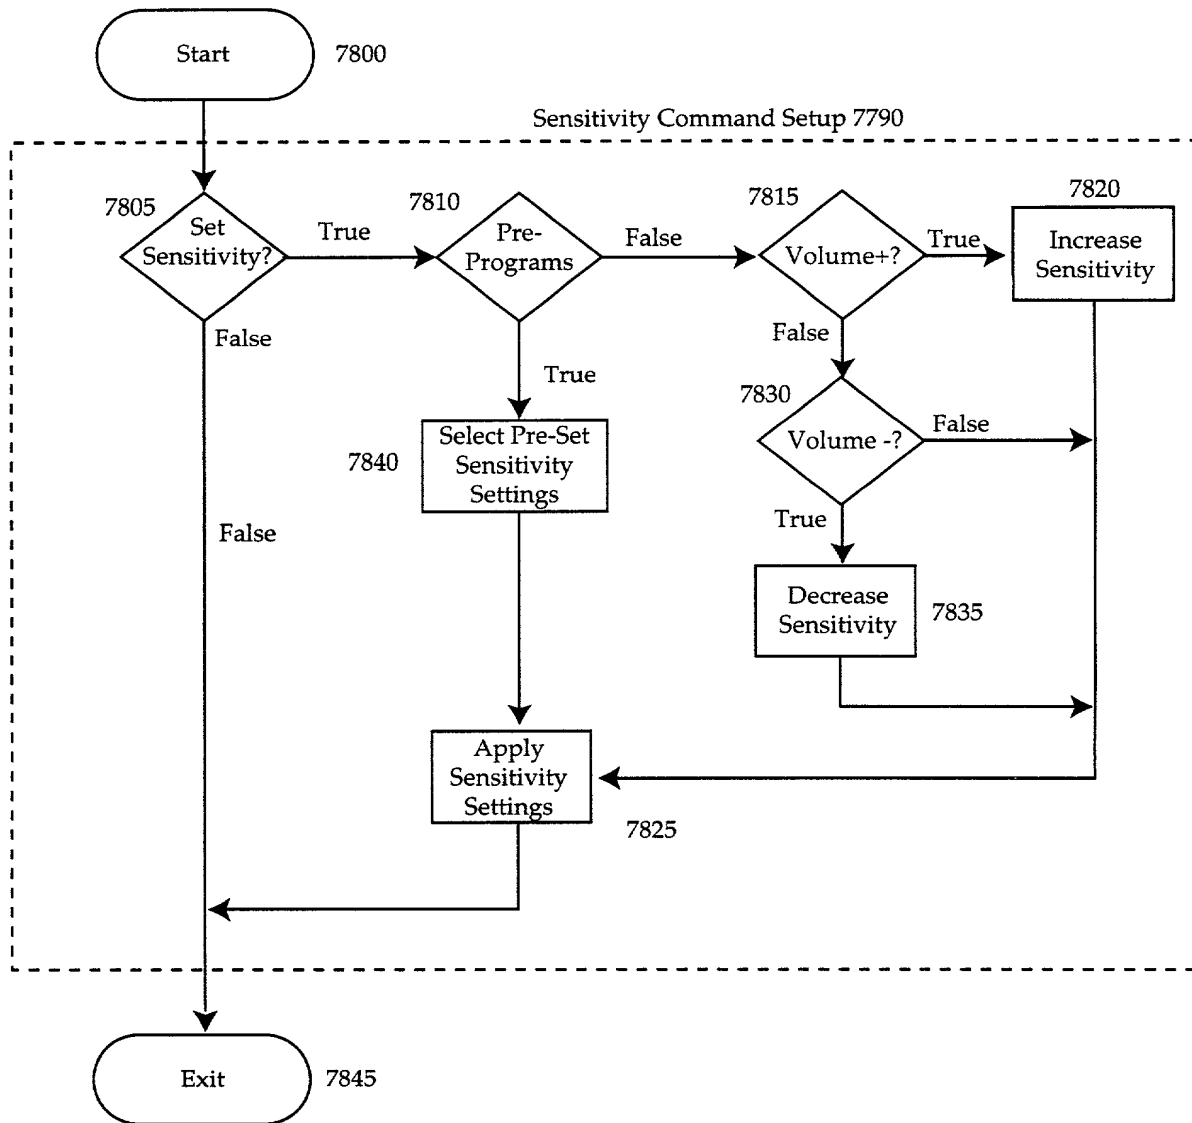 Start
7800
Sensitivity Command Setup 7790
7805
Set
Sensitivity?
True
False
False
7810
Pre-
Programs
False
True
7815
Volume+?
True
False
7820
Increase
Sensitivity
7830
Volume -?
False
True
7840
Select Pre-Set
Sensitivity
Settings
Decrease
Sensitivity
7835
Apply
Sensitivity
Settings
7825
Exit
7845